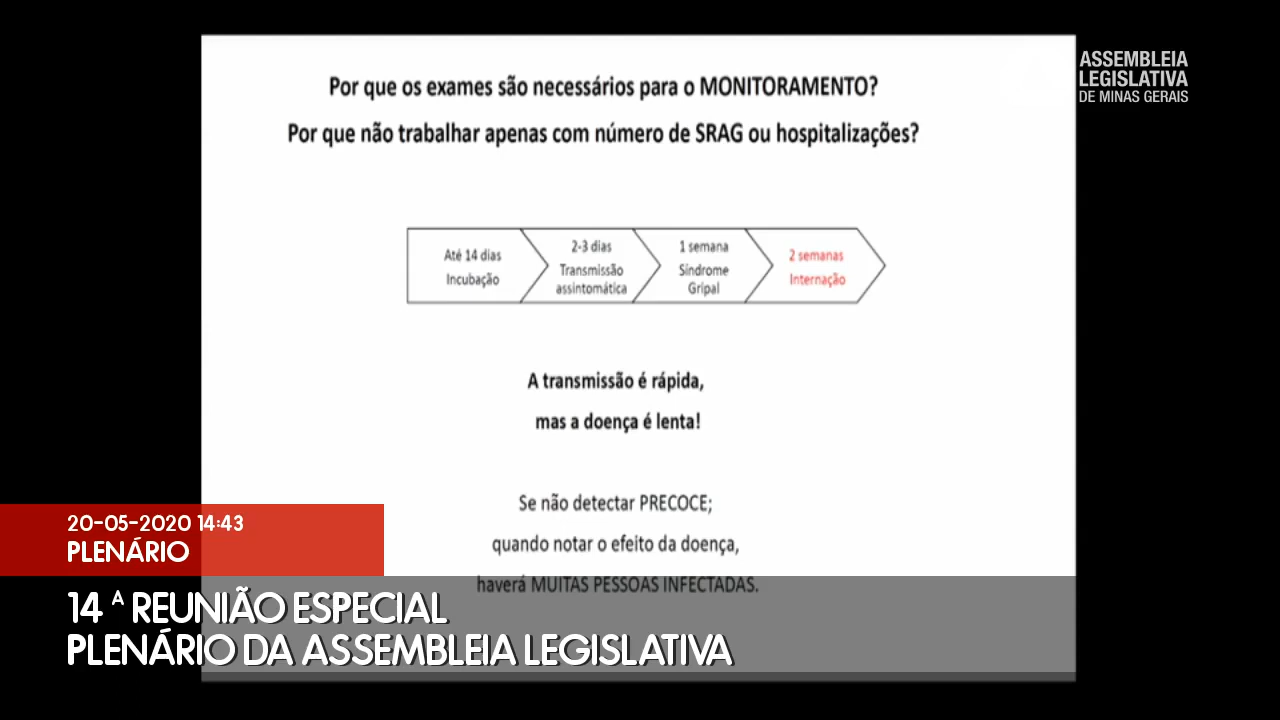 Por que os exames são necessários para o MONITORAMENTO?
Por que não trabalhar apenas com número de SRAG ou hospitalizações?
ASSEMBLEIA
LEGISLATIVA
DE MINAS GERAIS
Até 14 dias
Incubação
2-3 dias
Transmissão
assintomática
1 semana
Síndrome
Gripal
2 semanas
Internação
A transmissão é rápida,
mas a doença é lenta!
Se não detectar PRECOCE;
quando notar o efeito da doença,
haverá MUITAS PESSOAS INFECTADAS.
20-05-2020 14:43
PLENÁRIO
14 ª REUNIÃO ESPECIAL
PLENÁRIO DA ASSEMBLEIA LEGISLATIVA